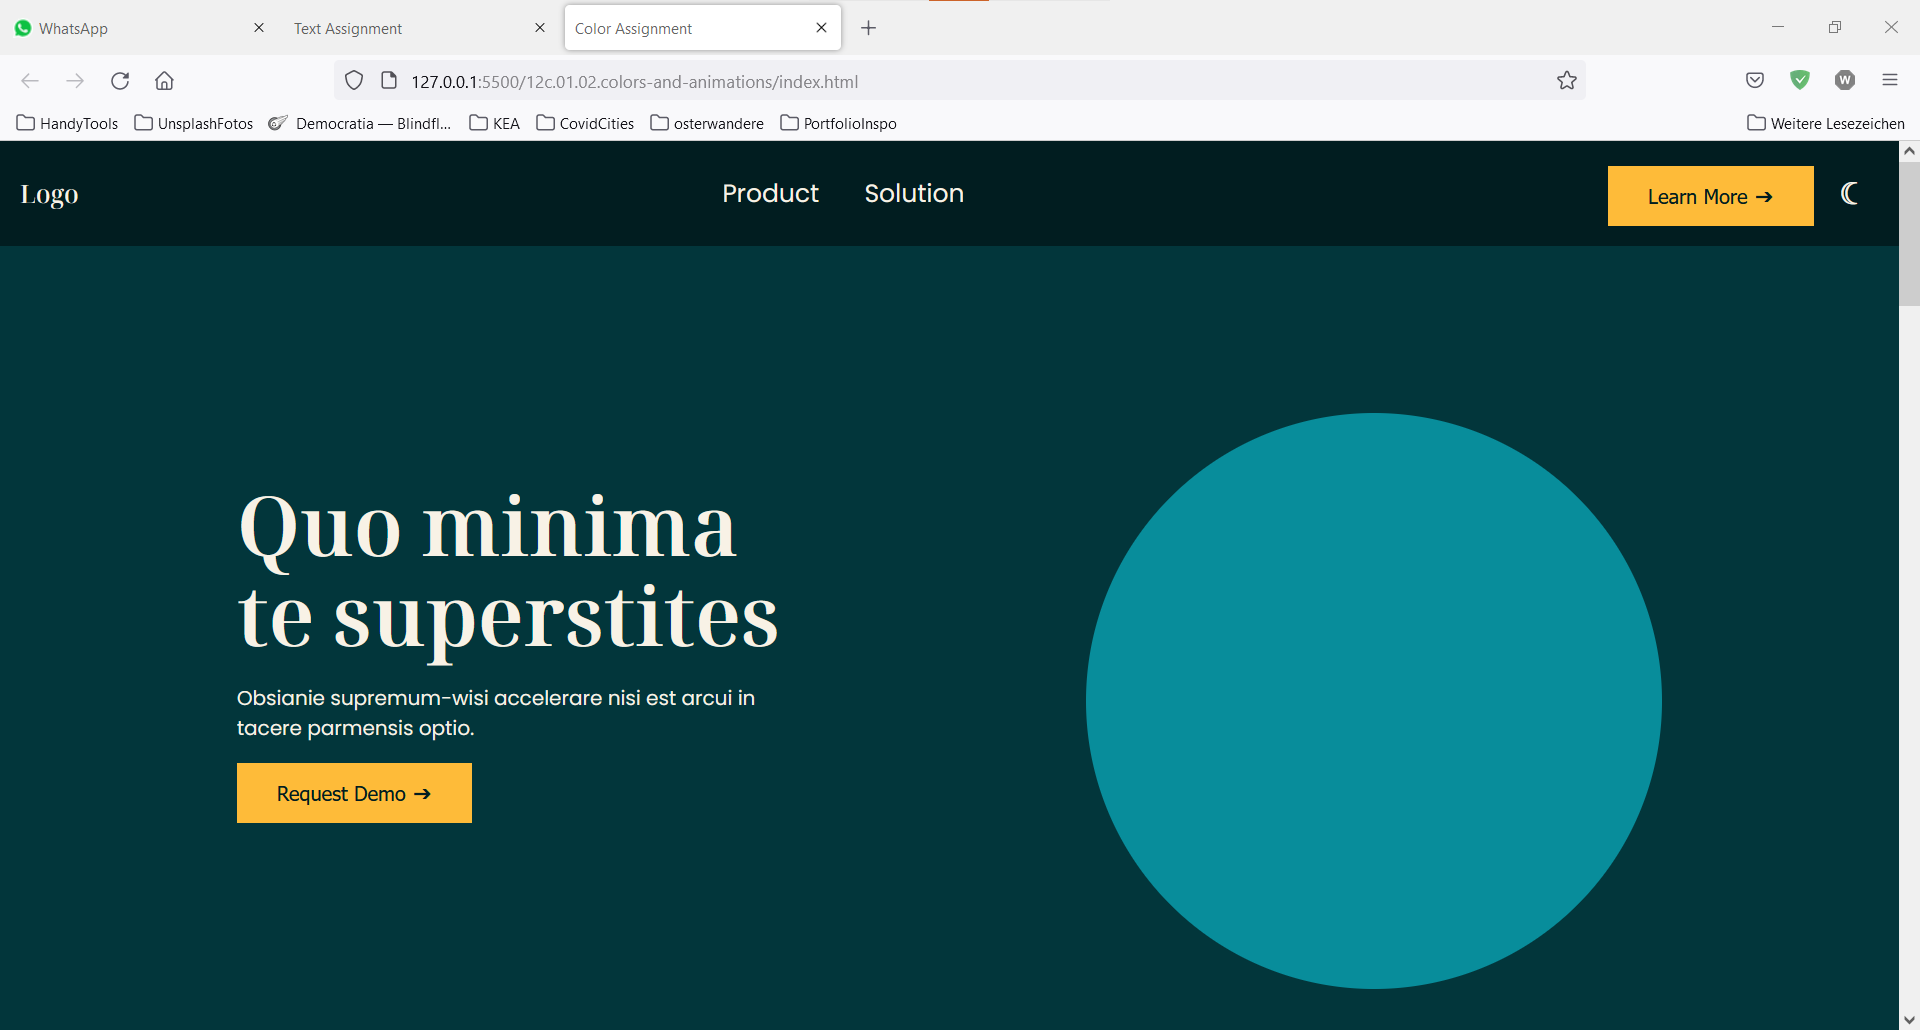 WhatsApp
Text Assignment
Color Assignment
127.0.0.1:5500/12c.01.02.colors-and-animations/index.html
W
HandyTools
UnsplashFotos
Democratia — Blindfl...
KEA
CovidCities
osterwandere
PortfolioInspo
Weitere Lesezeichen
Logo
Product
Solution
Learn More ➔
Quo minima
te superstites
Obsianie supremum-wisi accelerare nisi est arcui in
tacere parmensis optio.
Request Demo ➔